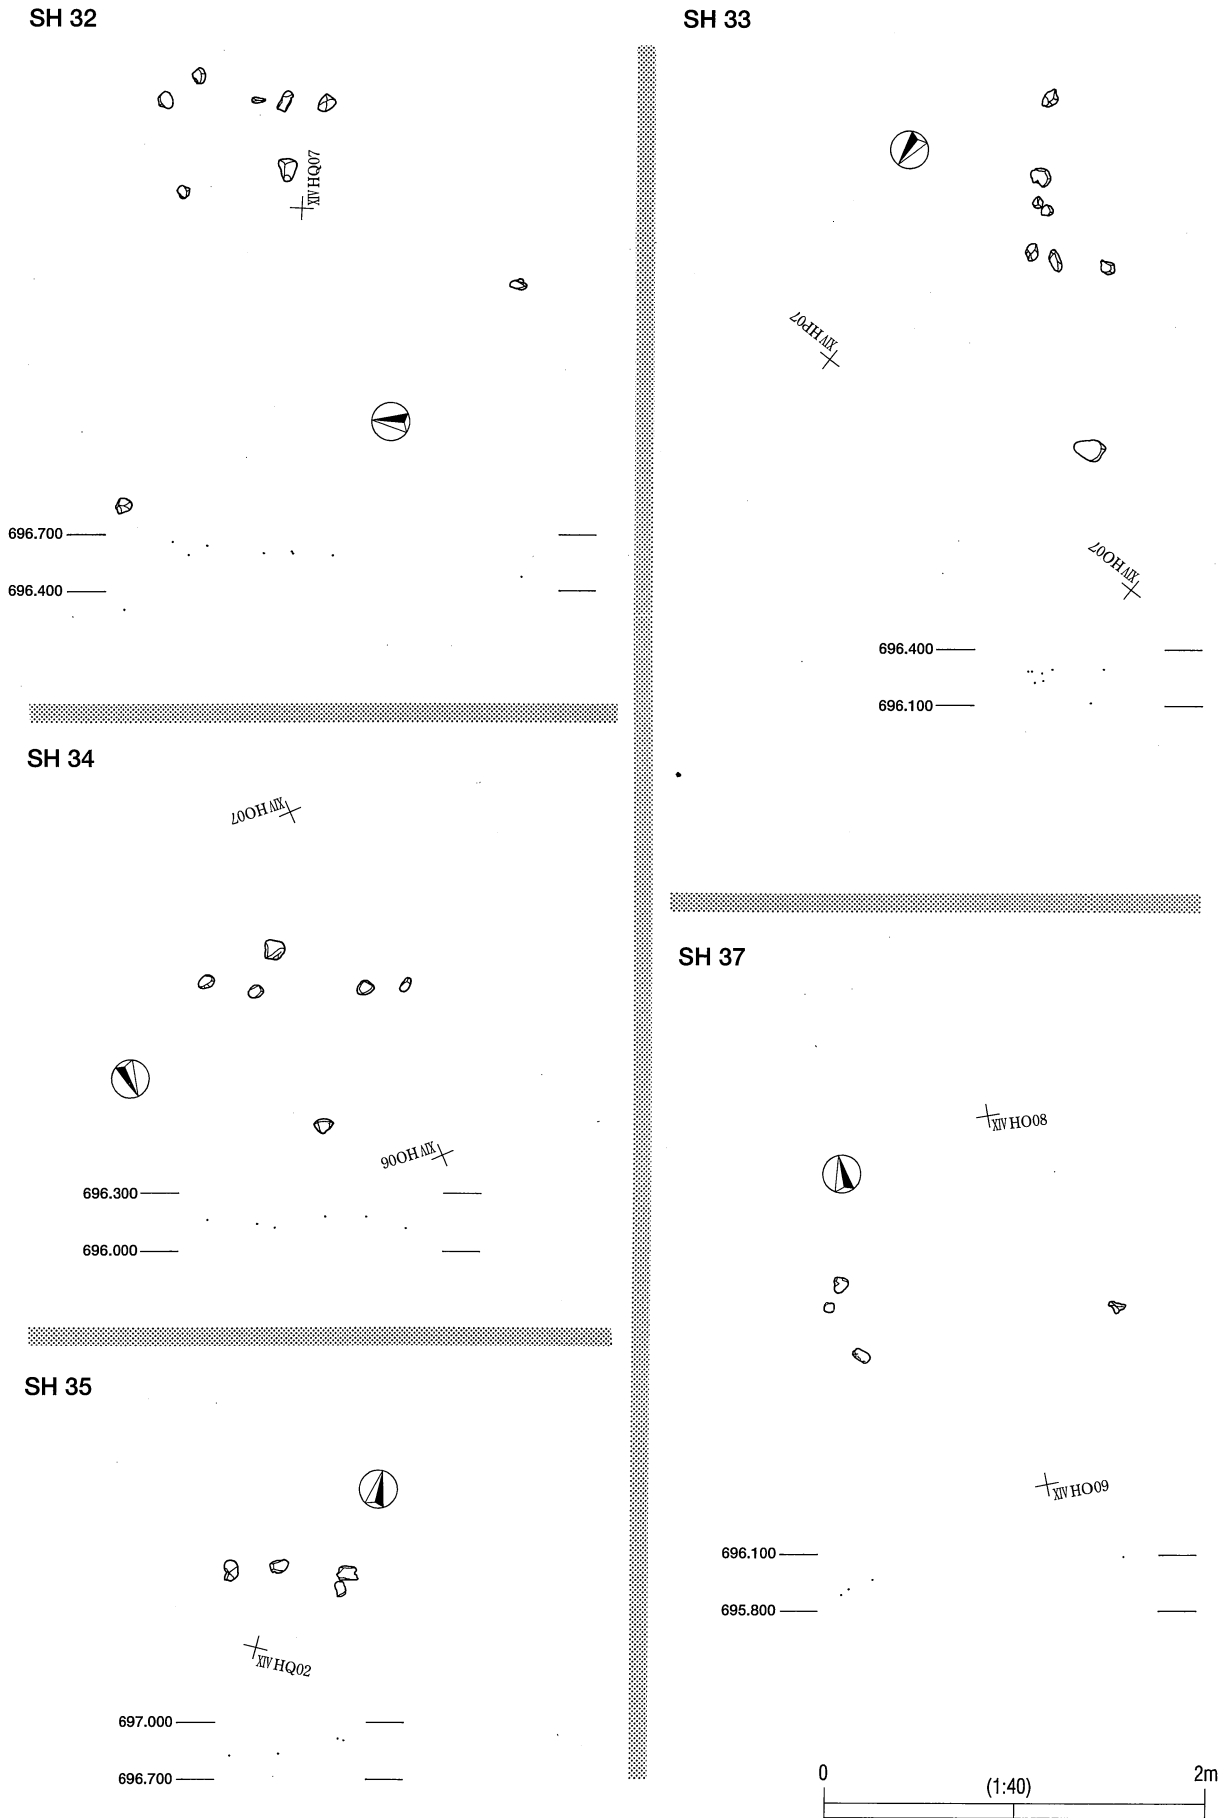 SH 32
XIV HQ07
696.700
696.400
SH 33
XIV HP07
XIV HO07
696.400
696.100
SH 34
XIV HO07
XIV HO06
696.300
696.000
SH 35
XIV HQ02
697.000
696.700
SH 37
XIV HO08
XIV HO09
696.100
695.800
0
(1:40)
2m